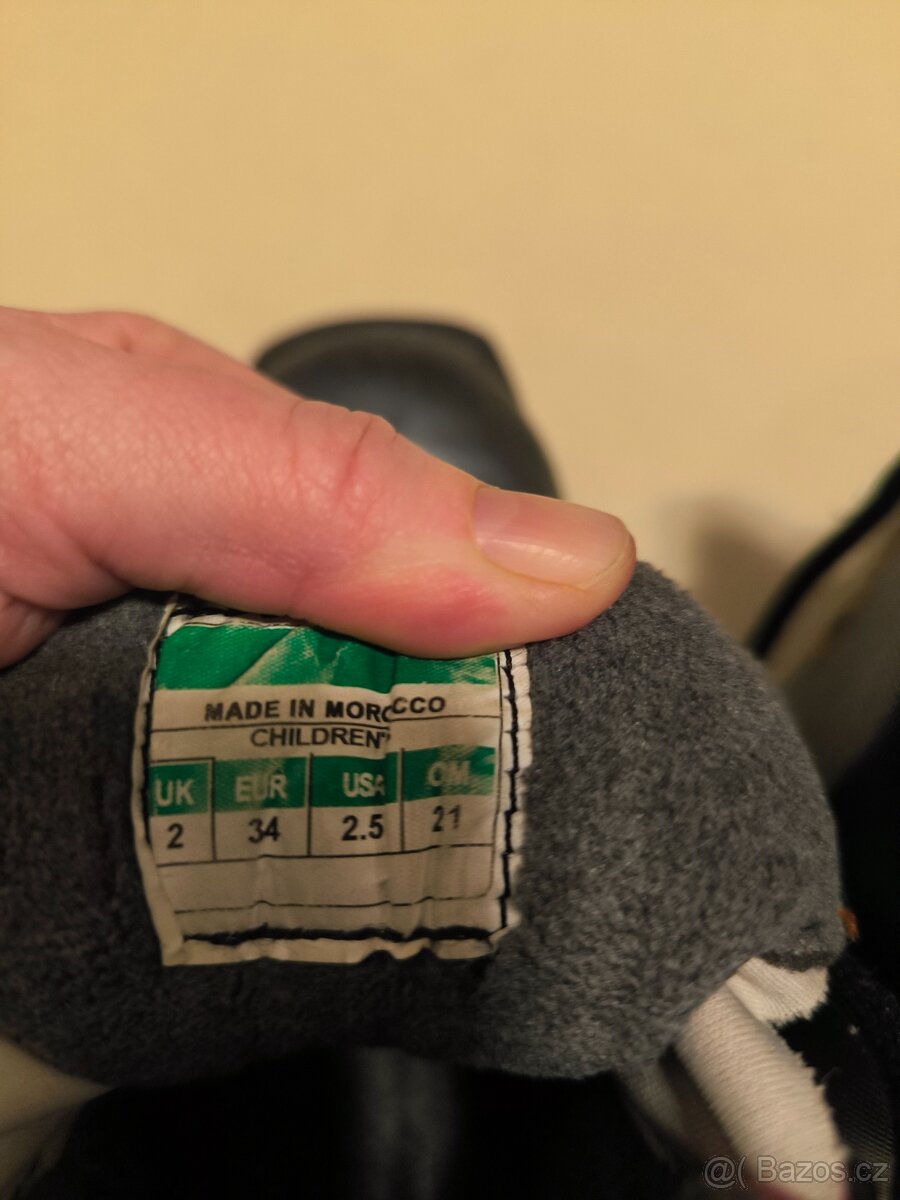 MADE IN MOROCCO
CHILDREN'
UK EUR USA CM
2 34 2.5 21
@( Bazos.cz